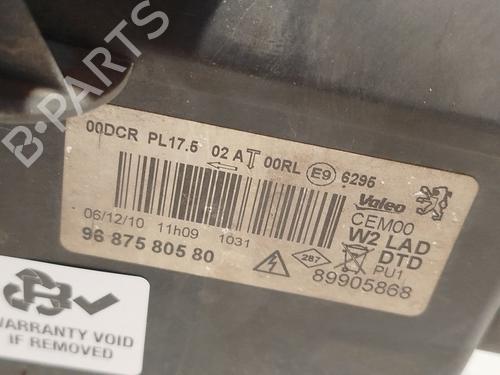 B-PARTS
00DCR PL17.5 02 A 00RL E9 6295
Valeo
CEM00
W2 LAD
DTD
PU1
06/12/10 11h09 1031
96 875 805 80
287
89905868
WARRANTY VOID
IF REMOVED